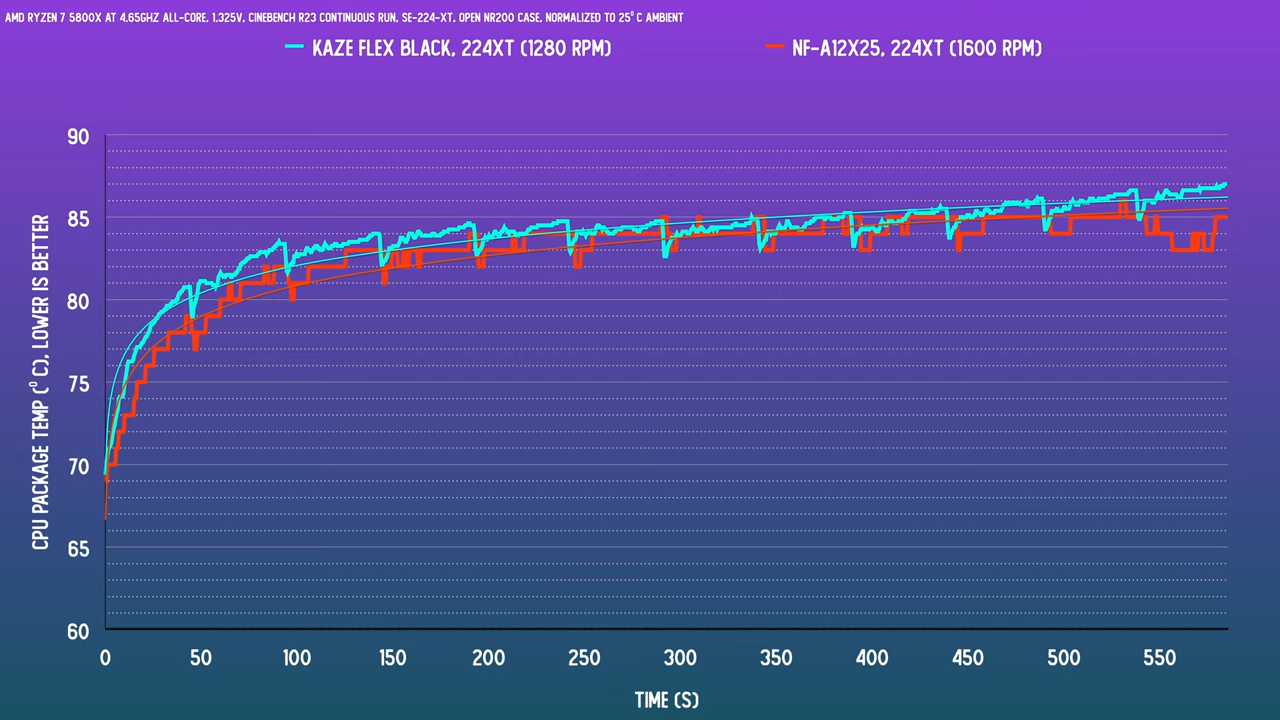 AMD RYZEN 7 5800X AT 4.65GHZ ALL-CORE, 1.325V, CINEBENCH R23 CONTINUOUS RUN, SE-224-XT, OPEN NR200 CASE, NORMALIZED TO 25° C AMBIENT
KAZE FLEX BLACK, 224XT (1280 RPM) NF-A12X25, 224XT (1600 RPM)
CPU PACKAGE TEMP (° C), LOWER IS BETTER
90
85
80
75
70
65
60
0 50 100 150 200 250 300 350 400 450 500 550
TIME (S)